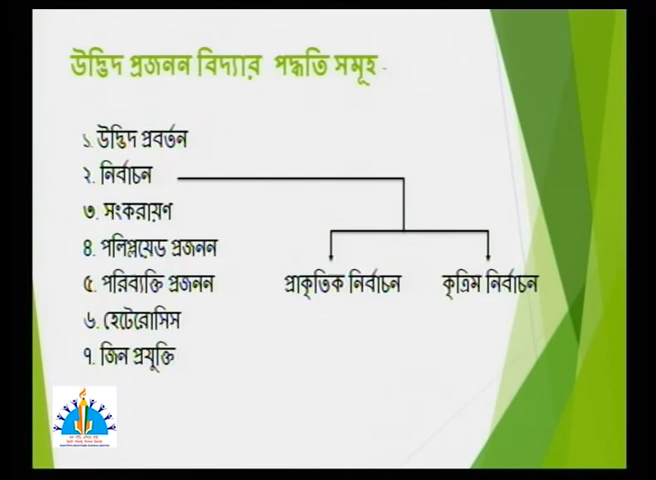 উদ্ভিদ প্রজনন বিদ্যার পদ্ধতি সমূহ -
১. উদ্ভিদ প্রবর্তন
২. নির্বাচন
৩. সংকরায়ণ
৪. পলিপ্লয়েড প্রজনন
৫. পরিব্যক্তি প্রজনন
প্রাকৃতিক নির্বাচন
কৃত্রিম নির্বাচন
৬. হেটেরোসিস
৭. জিন প্রযুক্তি